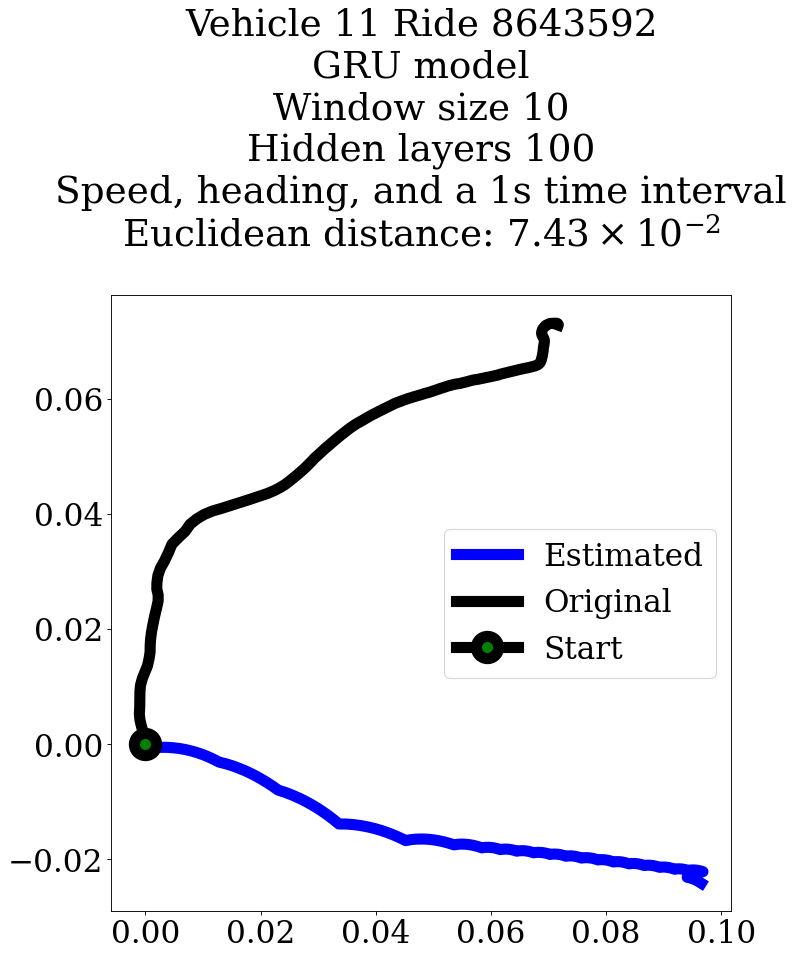 Vehicle 11 Ride 8643592
GRU model
Window size 10
Hidden layers 100
Speed, heading, and a 1s time interval
Euclidean distance: 7.43 × 10⁻²
0.06
0.04
0.02
0.00
−0.02
Estimated
Original
Start
0.00 0.02 0.04 0.06 0.08 0.10